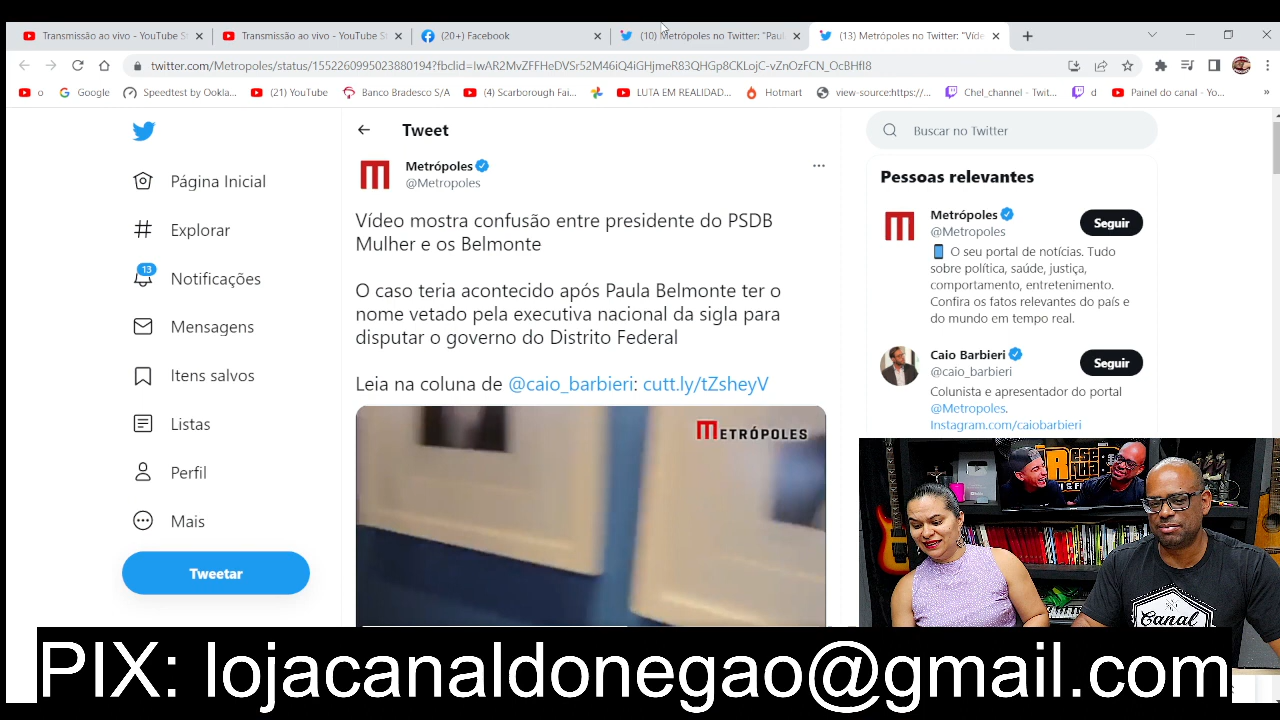 Transmissão ao vivo - YouTube S
Transmissão ao vivo - YouTube S
(20+) Facebook
(10) Metrópoles no Twitter: "Paul
(13) Metrópoles no Twitter: "Víde
twitter.com/Metropoles/status/1552260995023880194?fbclid=IwAR2MvZFFHeDVSr52M46iQ4iGHjmeR83QHGp8CKLojC-vZnOzFCN_OcBHfI8
o
Google
Speedtest by Ookla...
(21) YouTube
Banco Bradesco S/A
(4) Scarborough Fai...
LUTA EM REALIDAD...
Hotmart
view-source:https://...
Chel_channel - Twit...
d
Painel do canal - Yo...
»
Tweet
Buscar no Twitter
Página Inicial
Explorar
13
Notificações
Mensagens
Itens salvos
Listas
Perfil
Mais
Tweetar
Metrópoles
@Metropoles
Vídeo mostra confusão entre presidente do PSDB
Mulher e os Belmonte
O caso teria acontecido após Paula Belmonte ter o
nome vetado pela executiva nacional da sigla para
disputar o governo do Distrito Federal
Leia na coluna de @caio_barbieri: cutt.ly/tZsheyV
METRÓPOLES
Pessoas relevantes
Metrópoles
@Metropoles
Seguir
O seu portal de notícias. Tudo
sobre política, saúde, justiça,
comportamento, entretenimento.
Confira os fatos relevantes do país e
do mundo em tempo real.
Caio Barbieri
@caio_barbieri
Seguir
Colunista e apresentador do portal
@Metropoles.
Instagram.com/caiobarbieri
Canal
PIX: lojacanaldonegao@gmail.com